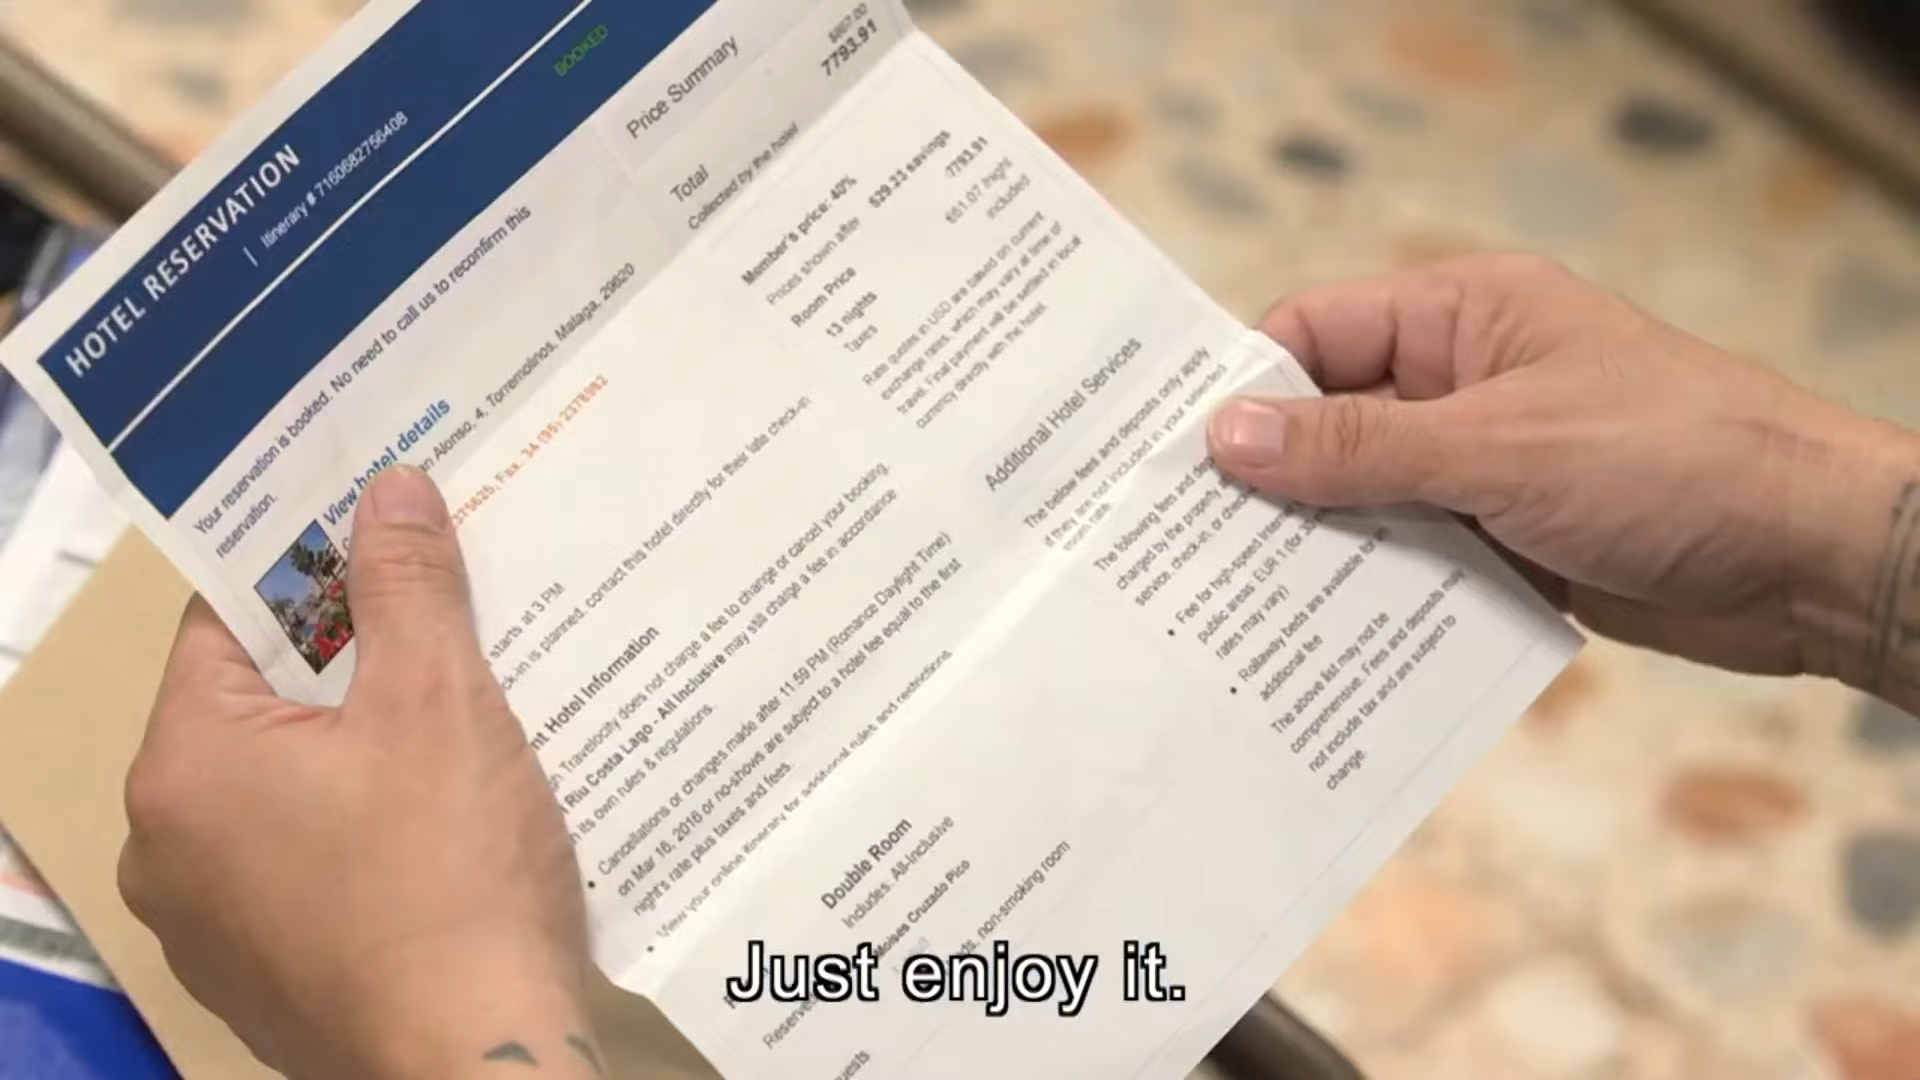 HOTEL RESERVATION
| Itinerary # 7160682756408
BOOKED
Your reservation is booked. No need to call us to reconfirm this
reservation.
View hotel details
Alonso, 4, Torremolinos, Malaga, 29620
Fax: 34 (95) 2378982
starts at 3 PM
is planned, contact this hotel directly for their late check-in
Hotel Information
Travelocity does not charge a fee to change or cancel your booking,
Riu Costa Lago - All Inclusive may still charge a fee in accordance
its own rules & regulations.
• Cancellations or changes made after 11:59 PM (Romance Daylight Time)
on Mar 16, 2016 or no-shows are subject to a hotel fee equal to the first
night's rate plus taxes and fees.
• View your online itinerary for additional rules and restrictions.
Double Room
Includes: All-Inclusive
Moises Cruzado Pico
non-smoking room
Price Summary
7793.91
Total
Collected by the hotel
Member's price: 40%
Prices shown after
529.23 savings
Room Price
7793.91
13 nights
/night
Taxes
included
Rate quotes in USD are based on current
exchange rates, which may vary at time of
travel. Final payment will be settled in local
currency directly with the hotel.
Additional Hotel Services
The below fees and deposits only apply
if they are not included in your selected
room rate.
The following fees and
charged by the property
service, check-in, or
• Fee for high-speed
public areas: EUR 1 (for
rates may vary)
• Rollaway beds are available for an
additional fee
The above list may not be
comprehensive. Fees and deposits may
not include tax and are subject to
change.
Just enjoy it.